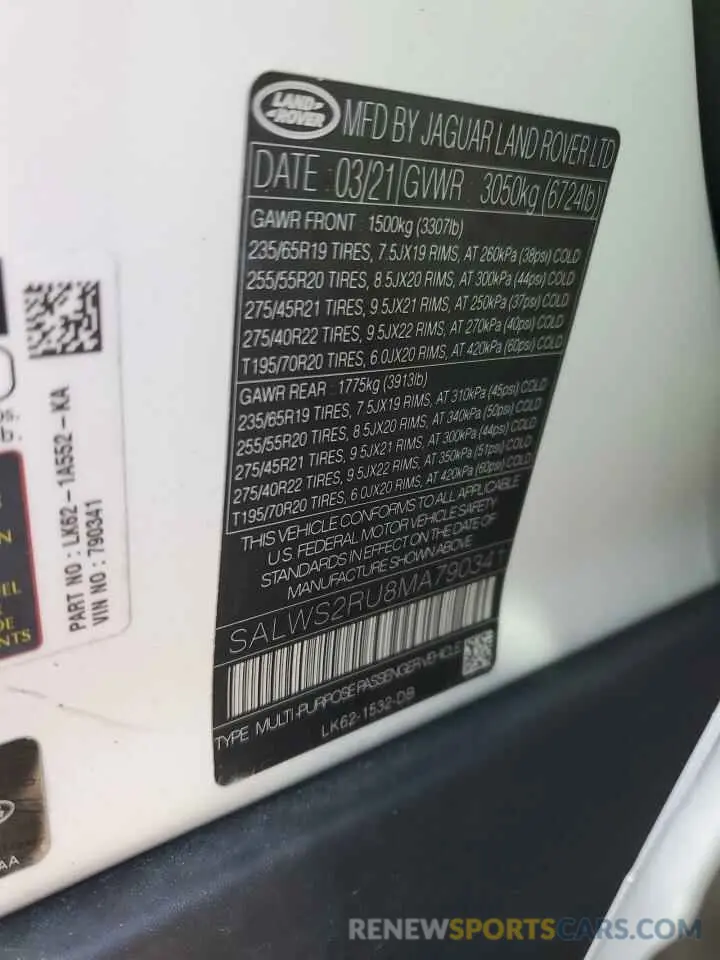 LAND
ROVER
MFD BY JAGUAR LAND ROVER LTD
DATE : 03/21 GVWR : 3050kg (6724lb)
GAWR FRONT : 1500kg (3307lb)
235/65R19 TIRES, 7.5JX19 RIMS, AT 260kPa (38psi) COLD
255/55R20 TIRES, 8.5JX20 RIMS, AT 300kPa (44psi) COLD
275/45R21 TIRES, 9.5JX21 RIMS, AT 250kPa (37psi) COLD
275/40R22 TIRES, 9.5JX22 RIMS, AT 270kPa (40psi) COLD
T195/70R20 TIRES, 6.0JX20 RIMS, AT 420kPa (60psi) COLD
GAWR REAR : 1775kg (3913lb)
235/65R19 TIRES, 7.5JX19 RIMS, AT 310kPa (45psi) COLD
255/55R20 TIRES, 8.5JX20 RIMS, AT 340kPa (50psi) COLD
275/45R21 TIRES, 9.5JX21 RIMS, AT 300kPa (44psi) COLD
275/40R22 TIRES, 9.5JX22 RIMS, AT 350kPa (51psi) COLD
T195/70R20 TIRES, 6.0JX20 RIMS, AT 420kPa (60psi) COLD
THIS VEHICLE CONFORMS TO ALL APPLICABLE
U.S. FEDERAL MOTOR VEHICLE SAFETY
STANDARDS IN EFFECT ON THE DATE OF
MANUFACTURE SHOWN ABOVE
SALWS2RU8MA790341
TYPE : MULTI-PURPOSE PASSENGER VEHICLE
LK62-1532-DB
PART NO : LK62-1A552-KA
VIN NO : 790341
AA
RENEWSPORTSCARS.COM